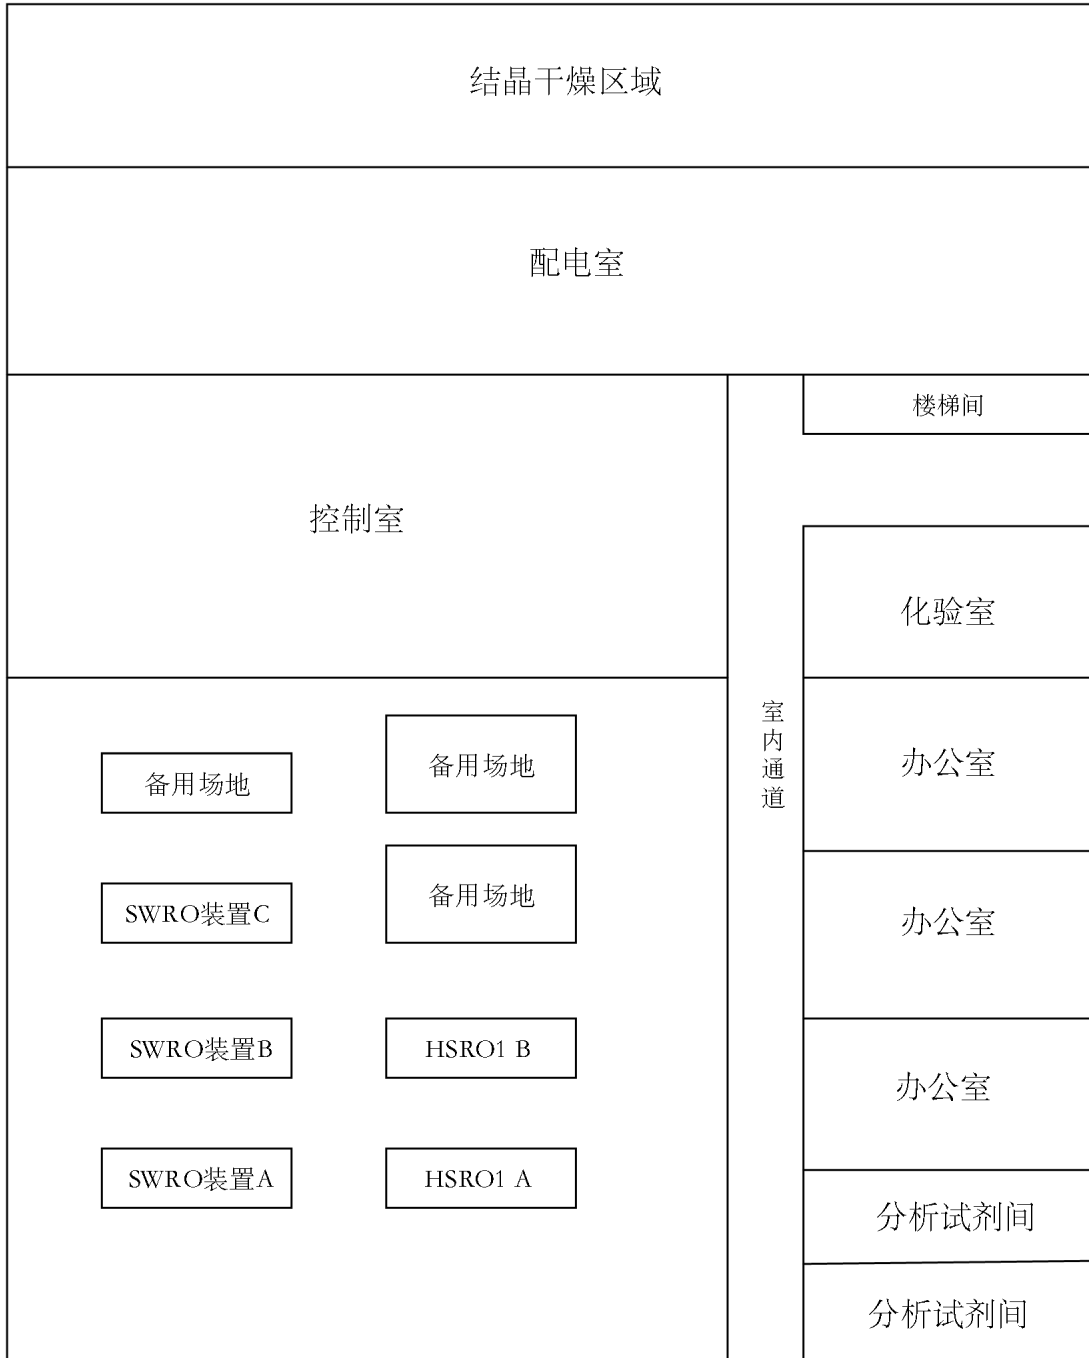 结晶干燥区域
配电室
楼梯间
控制室
化验室
室内通道
备用场地
备用场地
办公室
SWRO装置C
备用场地
办公室
SWRO装置B
HSRO1 B
办公室
SWRO装置A
HSRO1 A
分析试剂间
分析试剂间